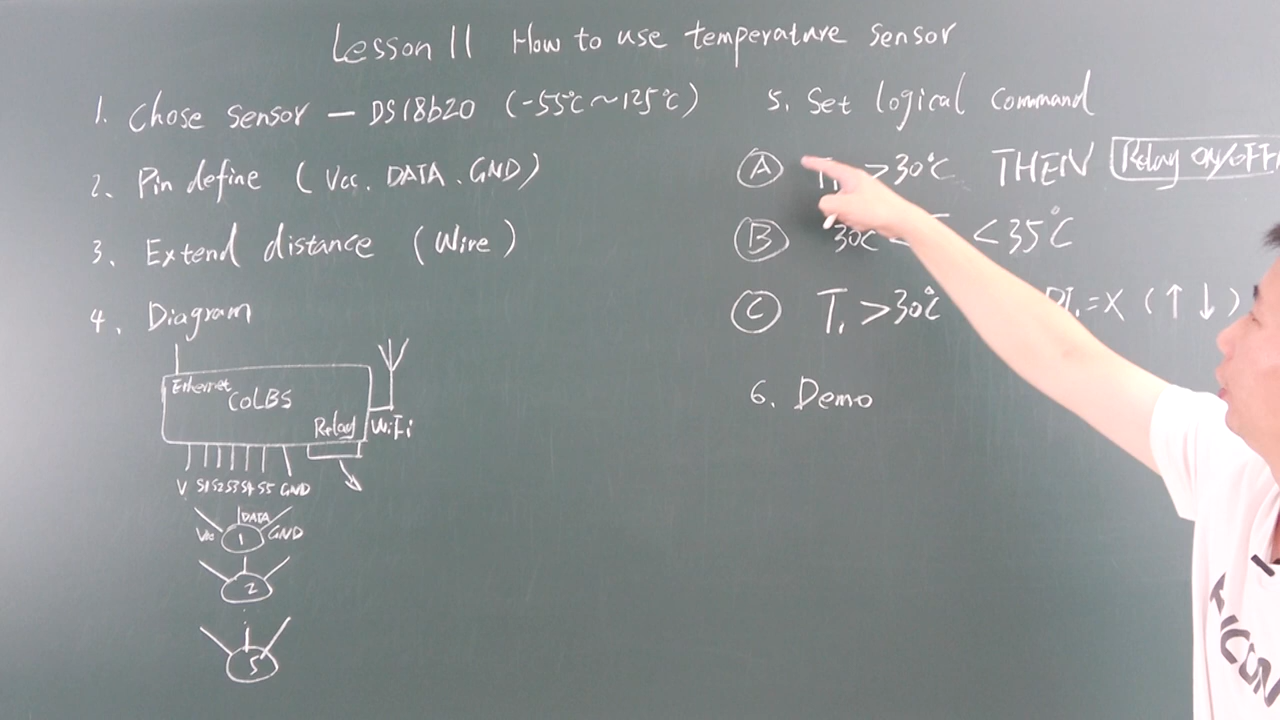 Lesson 11 How to use temperature sensor
1. Chose sensor — DS18b20 (-55℃ ~ 125℃)
2. Pin define (Vcc, DATA, GND)
3. Extend distance (Wire)
4. Diagram
Ethernet
CoLBS
Relay
WiFi
V S1 S2 S3 S4 S5 GND
Vcc DATA GND
1
2
5
5. Set logical command
Ⓐ T₁ >30℃ THEN Relay ON/OFF
Ⓑ 30℃ < T <35℃
Ⓒ T₁ >30℃ DI₁=X (↑↓)
6. Demo